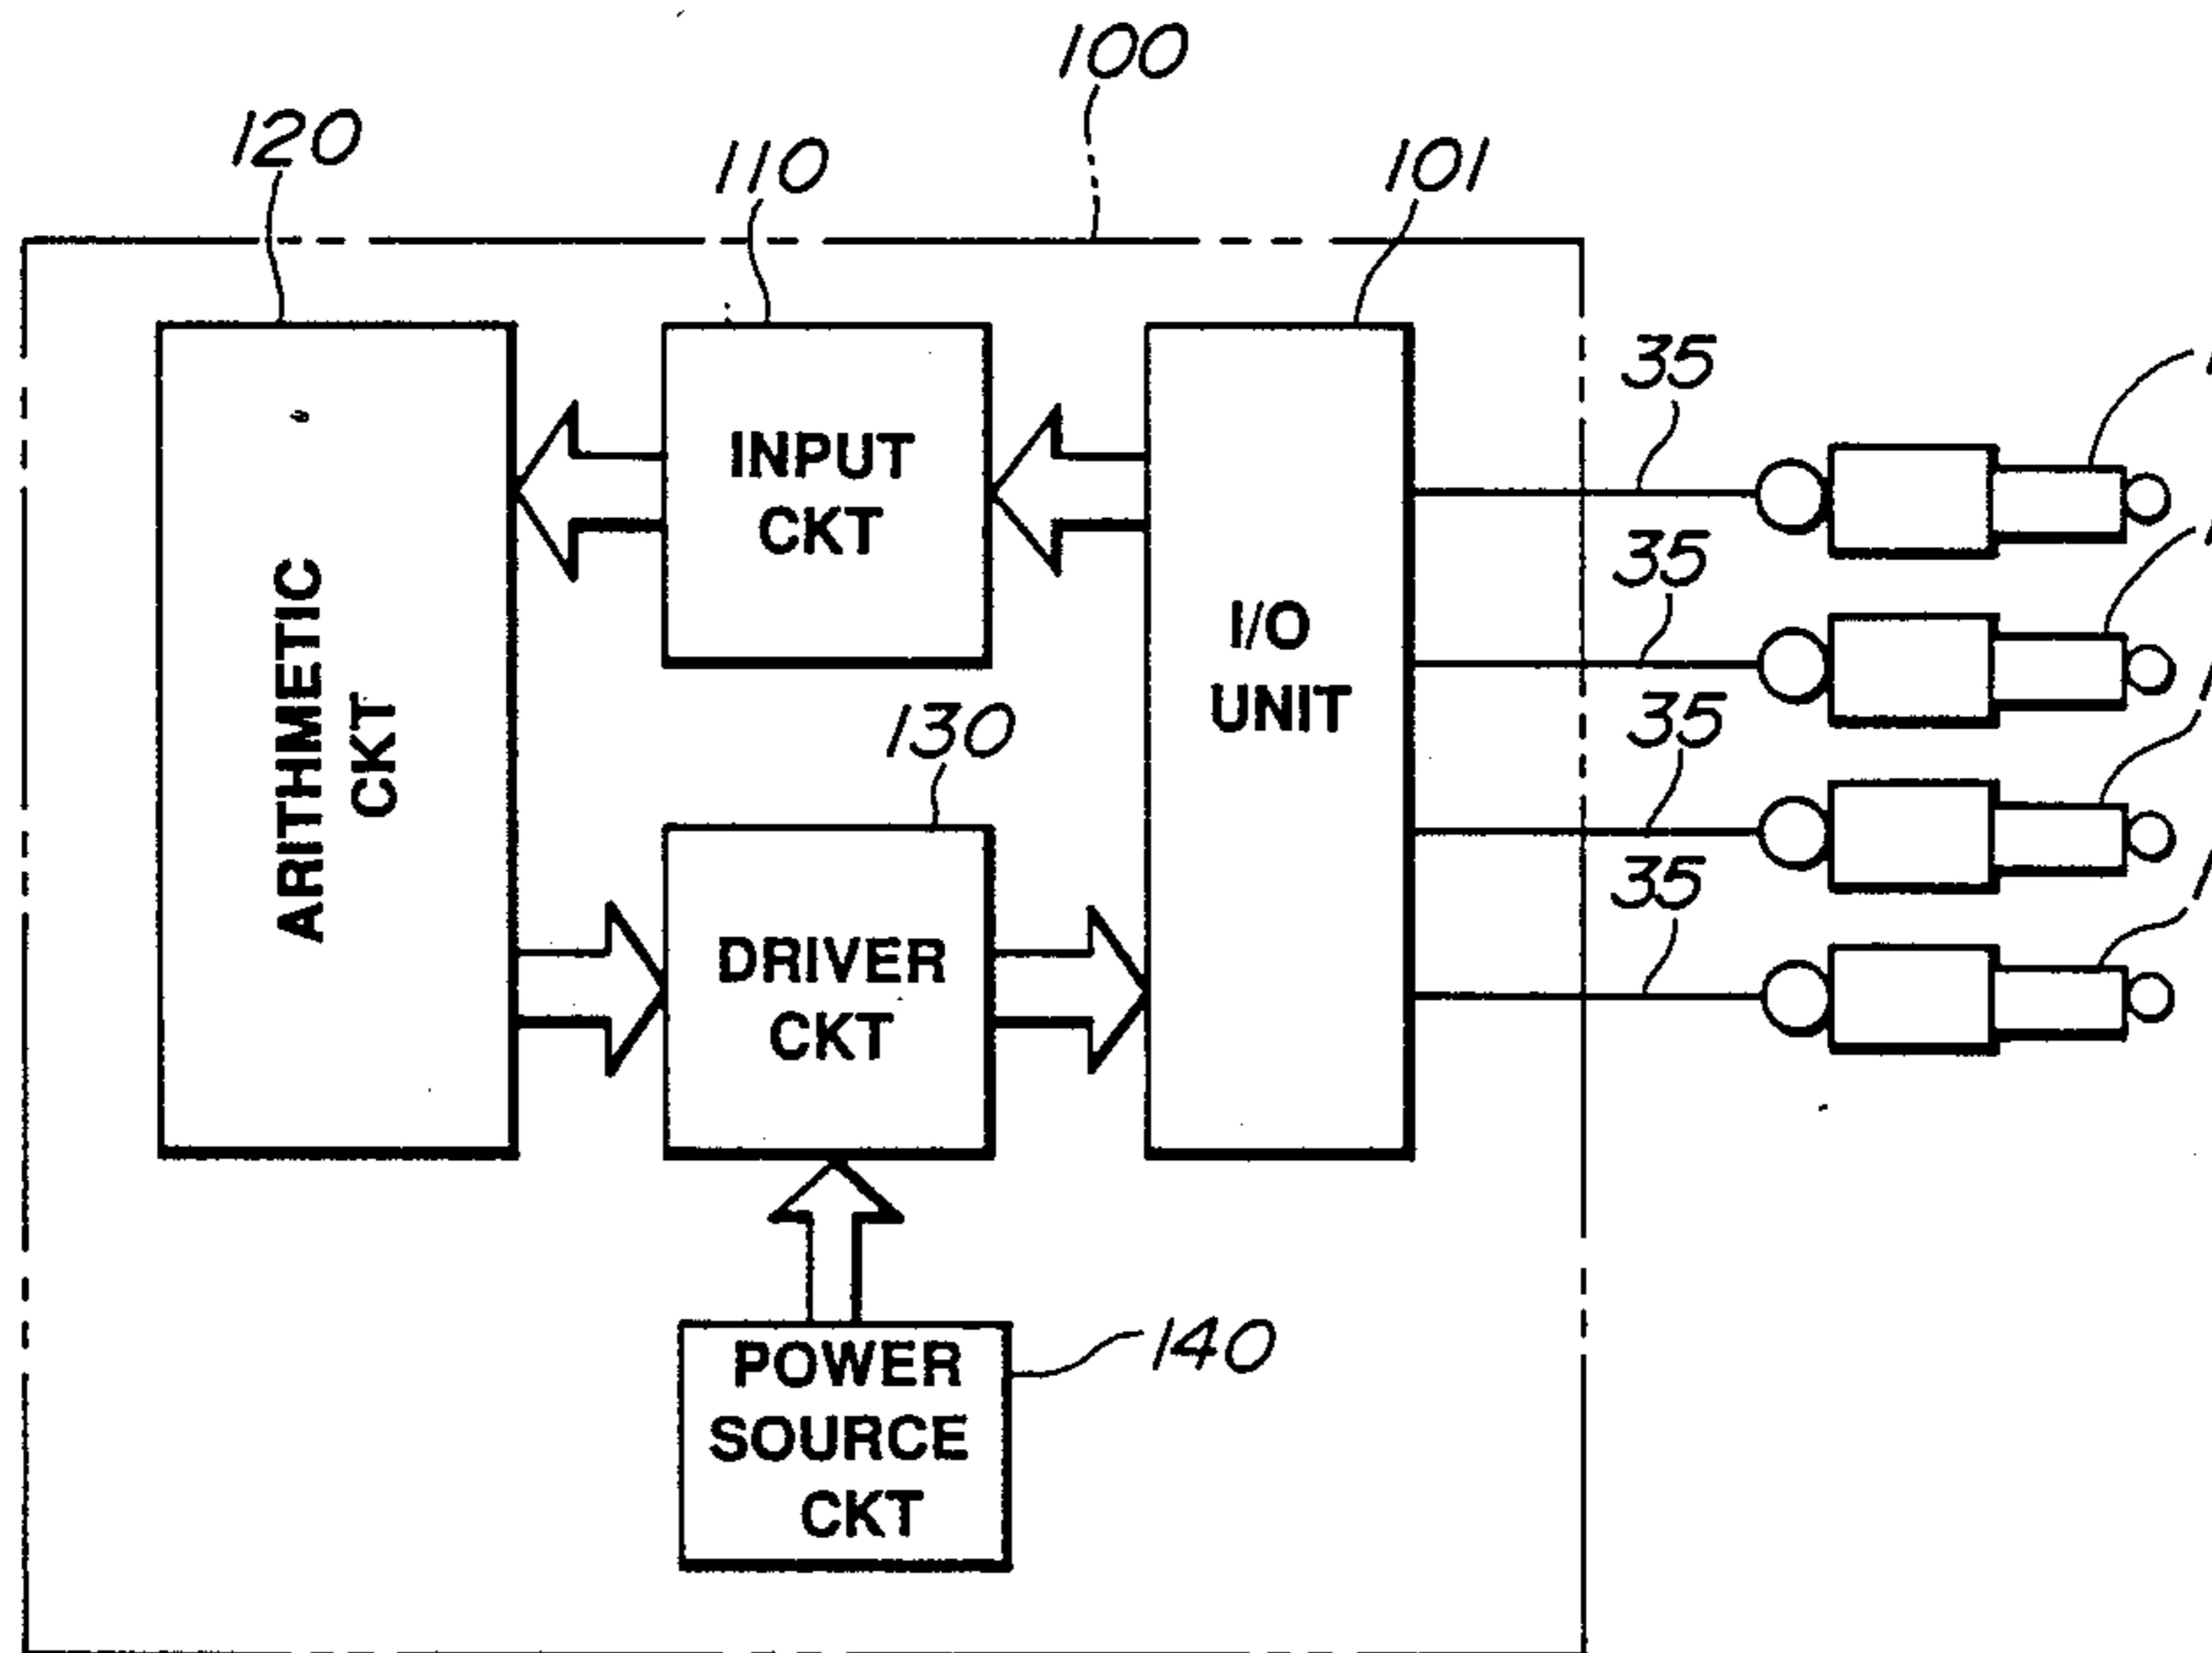 100
120
110
101
35
INPUT
CKT
35
I/O
UNIT
ARITHMETIC
CKT
130
35
35
DRIVER
CKT
140
POWER
SOURCE
CKT